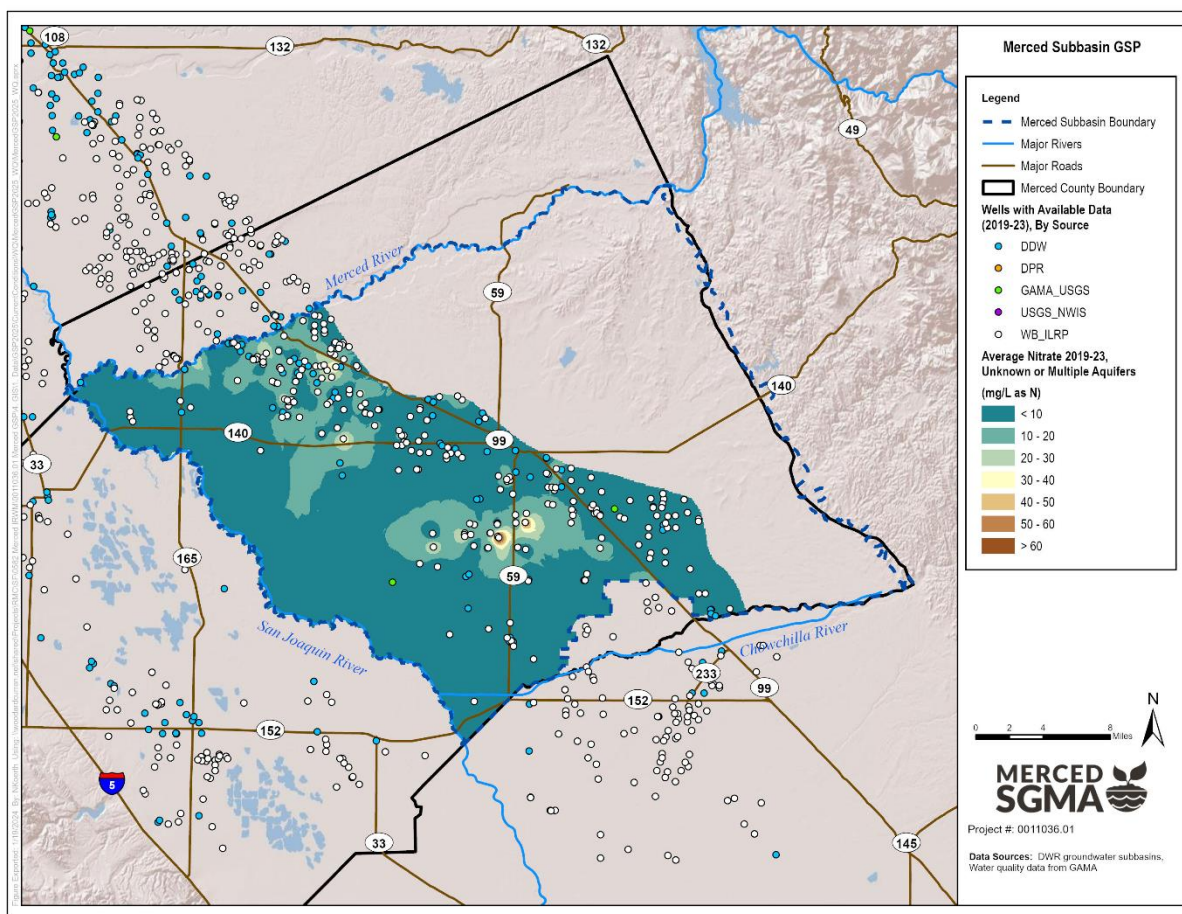 Merced Subbasin GSP
Legend
Merced Subbasin Boundary
Major Rivers
Major Roads
Merced County Boundary
Wells with Available Data
(2019-23), By Source
DDW
DPR
GAMA_USGS
USGS_NWIS
WB_ILRP
Average Nitrate 2019-23,
Unknown or Multiple Aquifers
(mg/L as N)
< 10
10 - 20
20 - 30
30 - 40
40 - 50
50 - 60
> 60
N
0 2 4 8
Miles
MERCED
SGMA
Project #: 0011036.01
Data Sources: DWR groundwater subbasins,
Water quality data from GAMA
108
132
132
49
Merced River
59
140
140
99
33
165
59
San Joaquin River
Chowchilla River
233
99
152
152
5
33
145